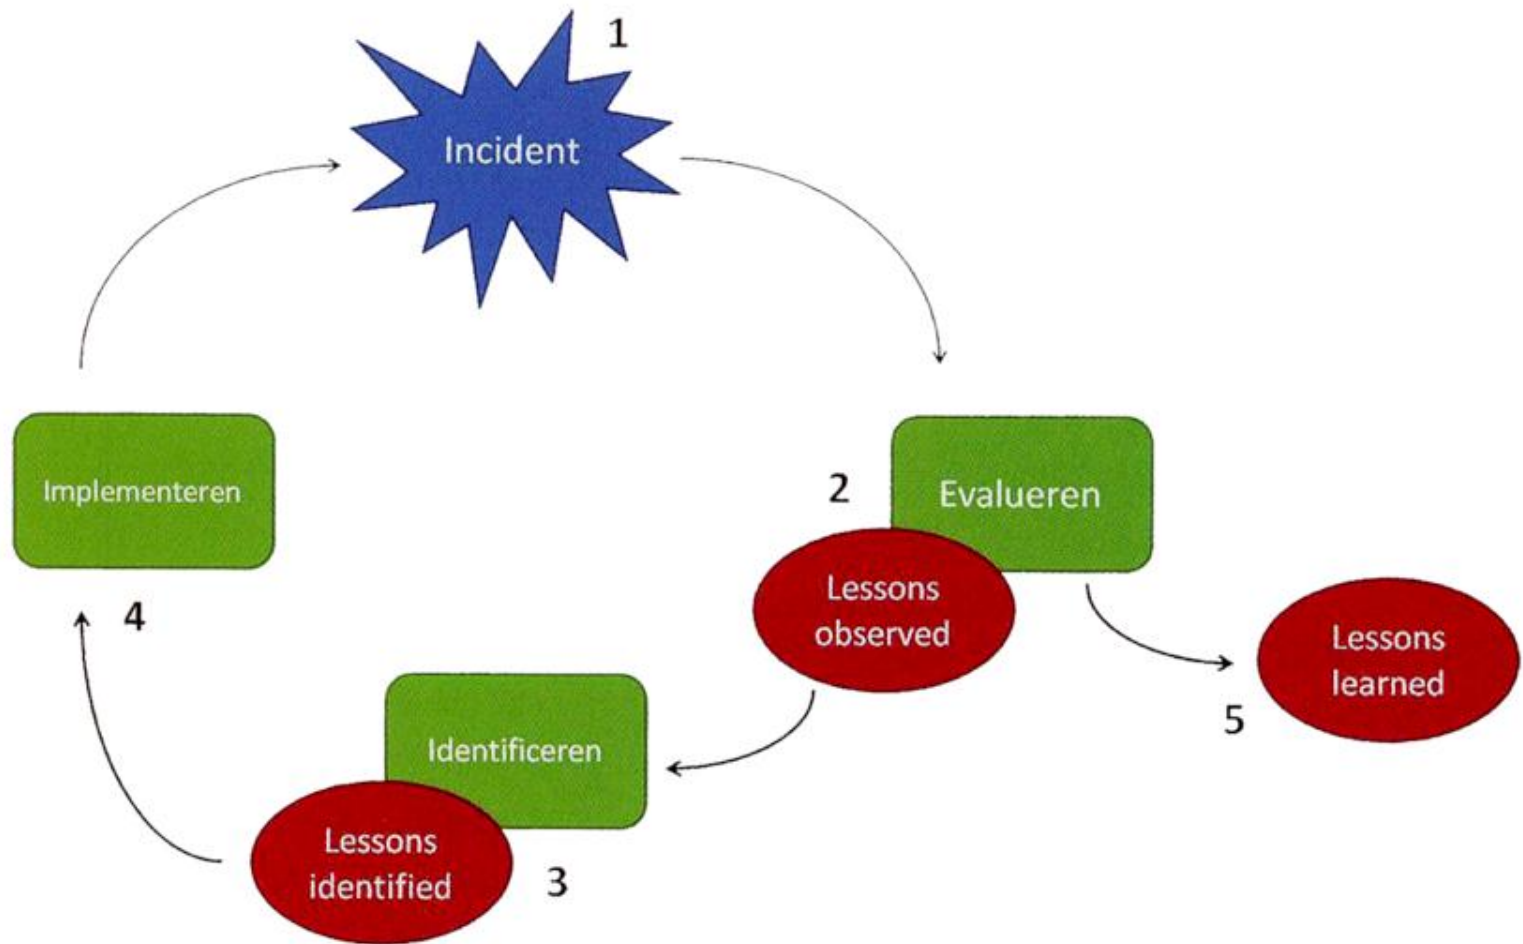 1
Incident
Implementeren
2
Evalueren
Lessons
observed
4
Lessons
learned
5
Identificeren
Lessons
identified
3